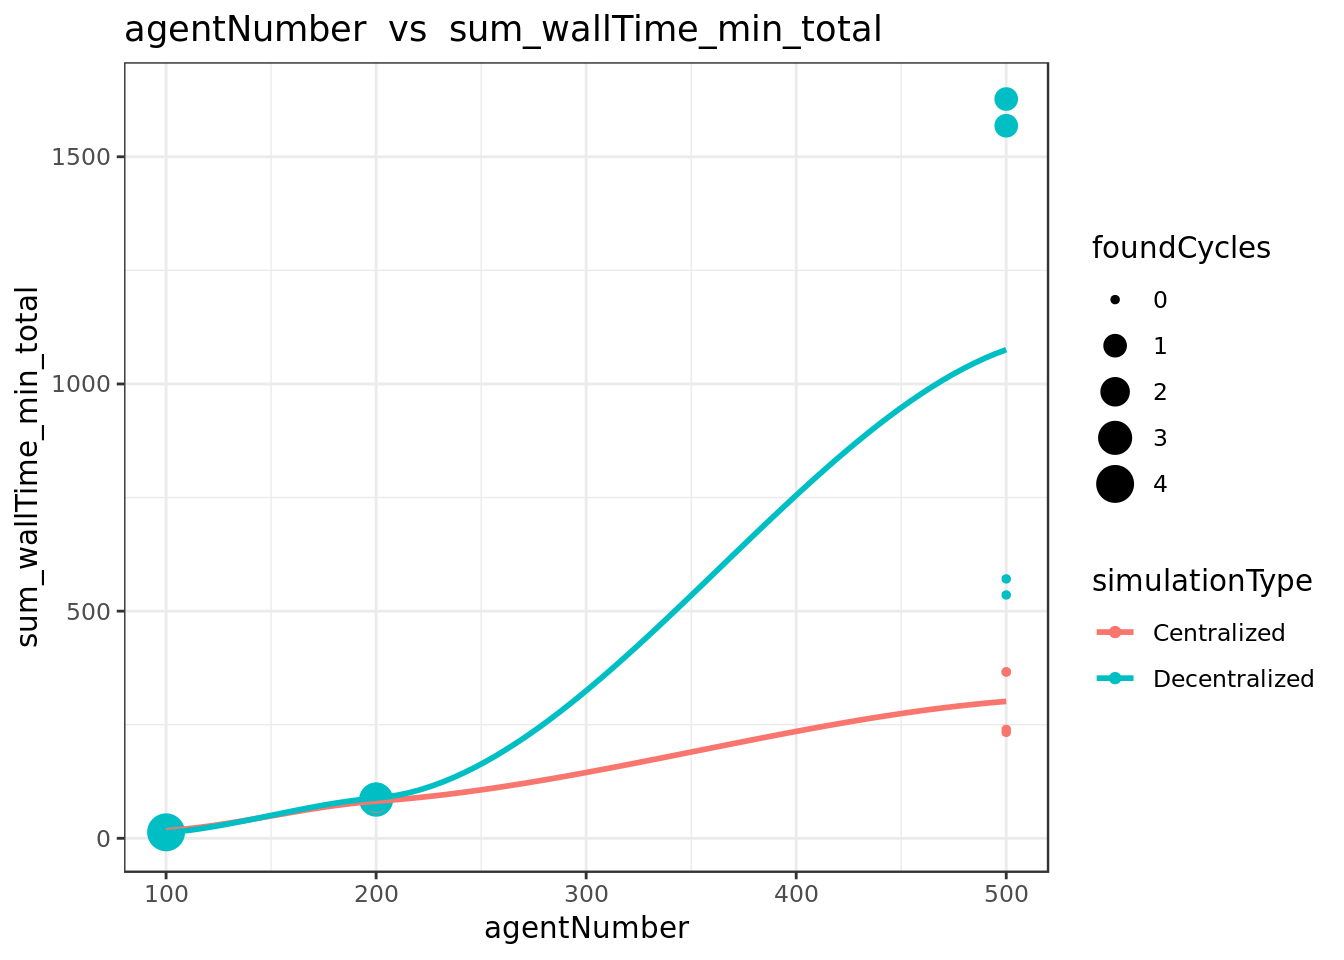 agentNumber  vs  sum_wallTime_min_total
1500
1000
500
0
sum_wallTime_min_total
100 200 300 400 500
agentNumber
foundCycles
0
1
2
3
4
simulationType
Centralized
Decentralized